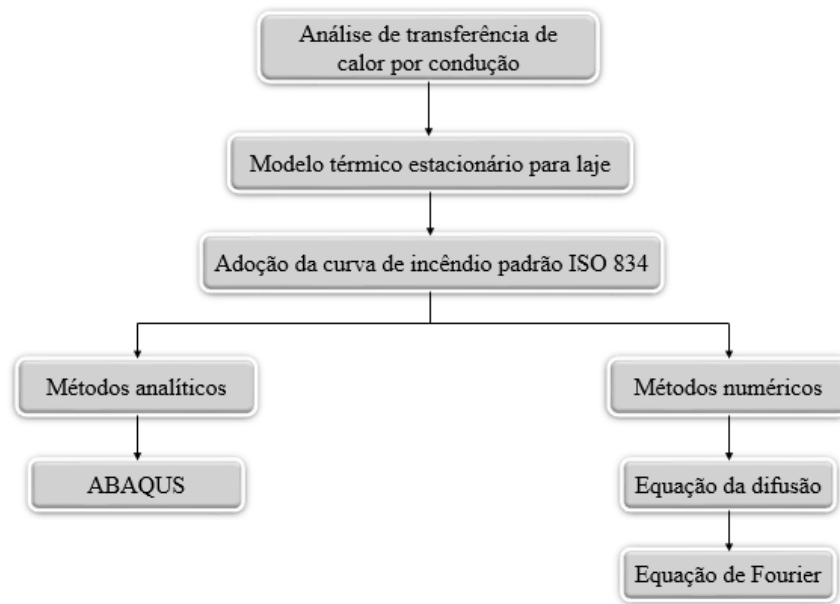 Análise de transferência de
calor por condução
Modelo térmico estacionário para laje
Adoção da curva de incêndio padrão ISO 834
Métodos analíticos
Métodos numéricos
ABAQUS
Equação da difusão
Equação de Fourier